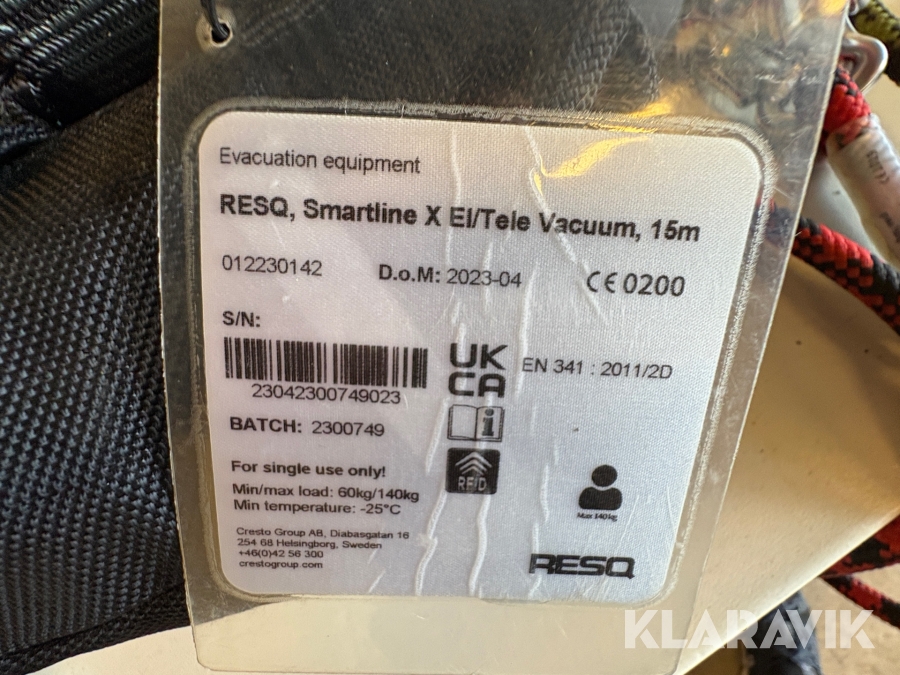 Evacuation equipment
RESQ, Smartline X El/Tele Vacuum, 15m
012230142 D.o.M: 2023-04 CE 0200
S/N:
23042300749023
UK
CA
EN 341 : 2011/2D
BATCH: 2300749
i
RFID
For single use only!
Min/max load: 60kg/140kg
Min temperature: -25°C
Max 140kg
Cresto Group AB, Diabasgatan 16
254 68 Helsingborg, Sweden
+46(0)42 56 300
crestogroup.com
RESQ
KLARAVIK